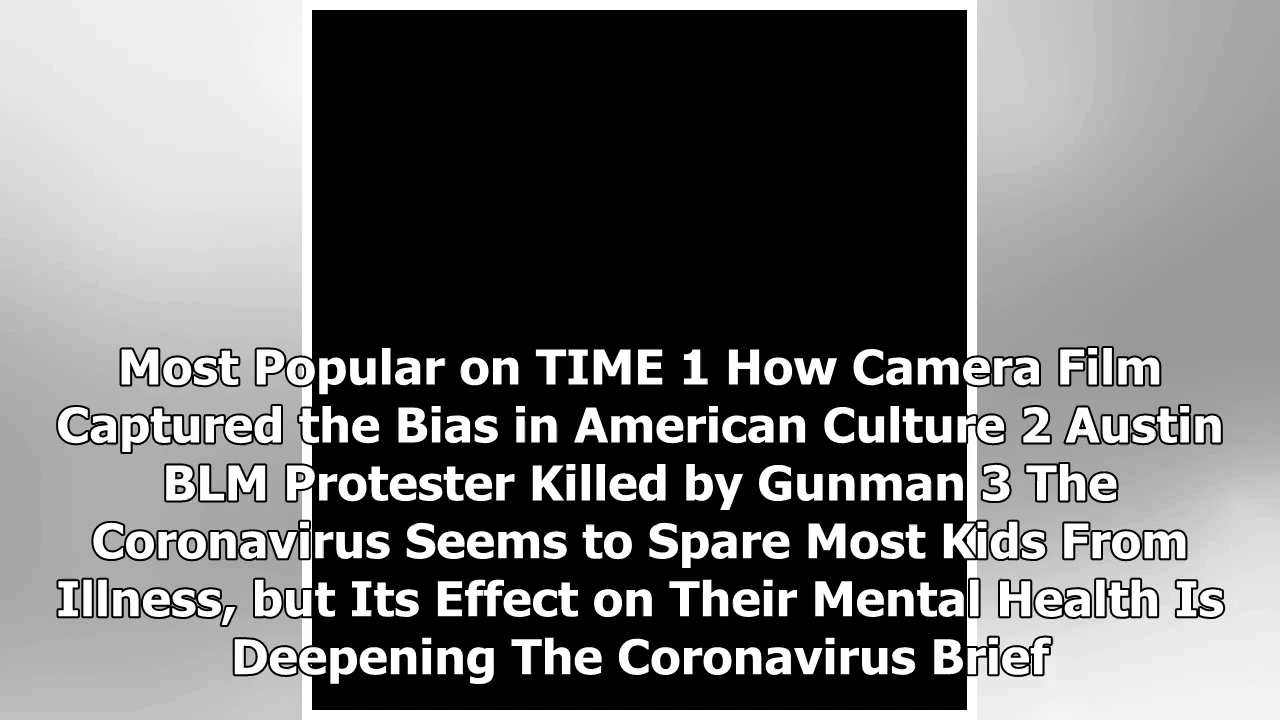 Most Popular on TIME 1 How Camera Film
Captured the Bias in American Culture 2 Austin
BLM Protester Killed by Gunman 3 The
Coronavirus Seems to Spare Most Kids From
Illness, but Its Effect on Their Mental Health Is
Deepening The Coronavirus Brief